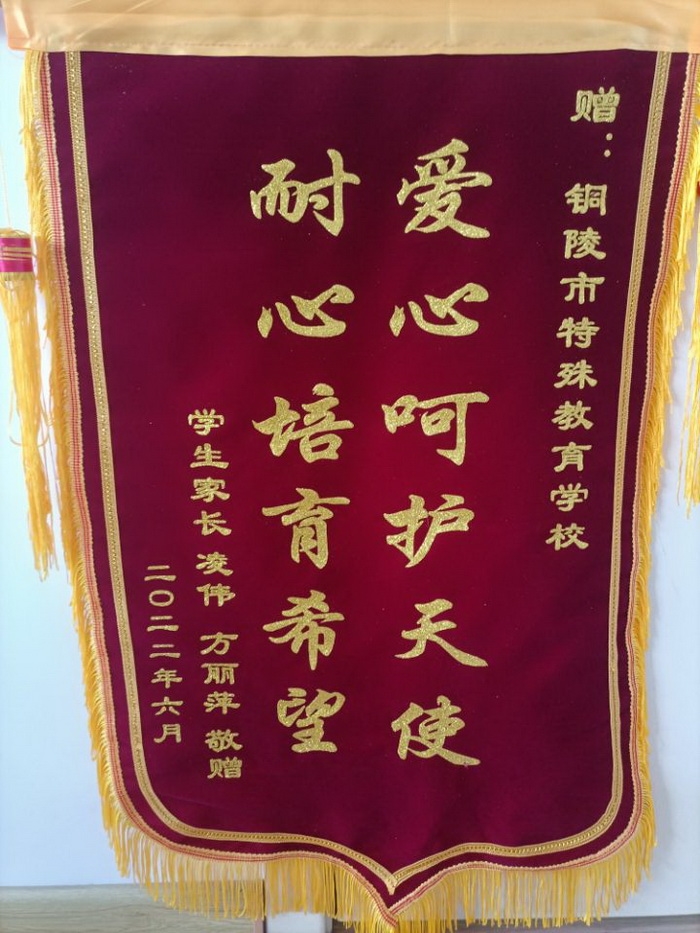 赠：铜陵市特殊教育学校
爱心呵护天使
耐心培育希望
学生家长 凌伟 方丽萍 敬赠
二〇二二年六月